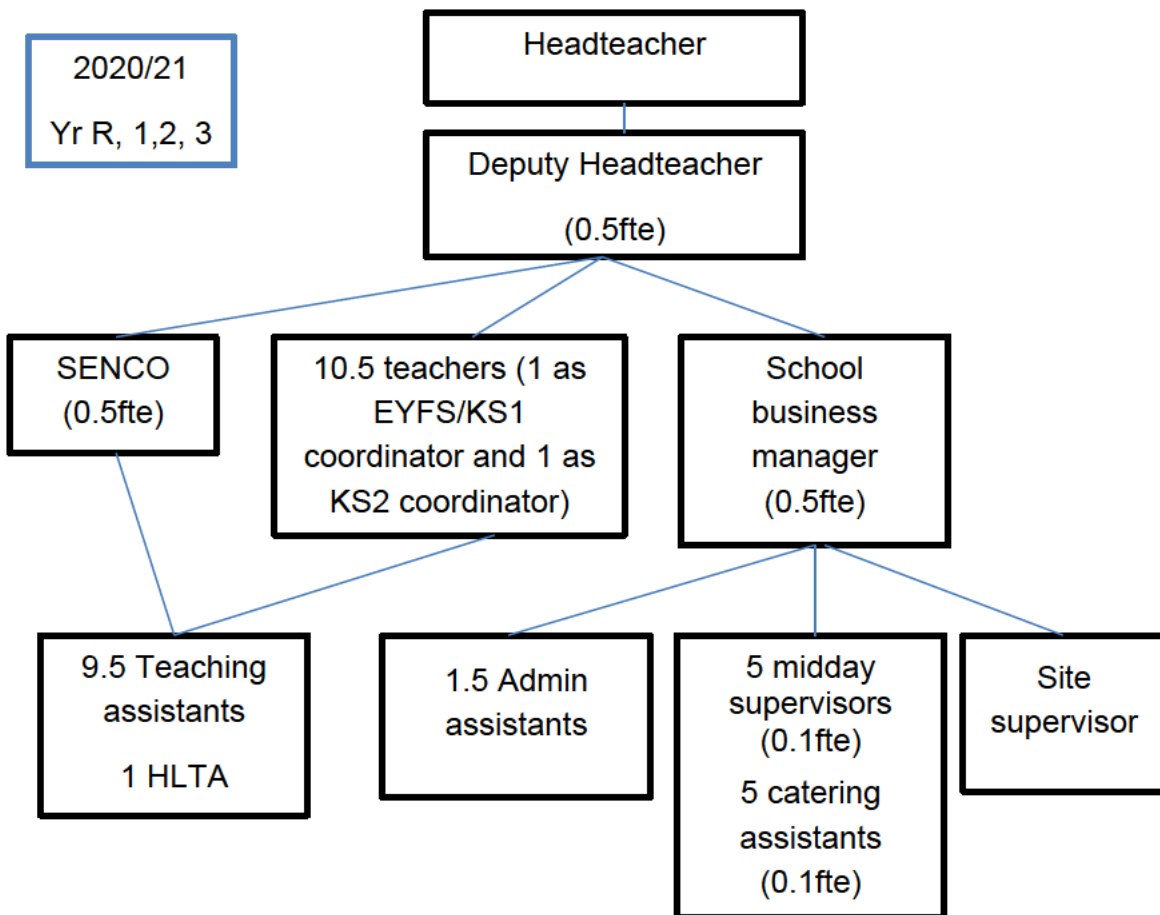 2020/21
Yr R, 1,2, 3
Headteacher
Deputy Headteacher
(0.5fte)
SENCO
(0.5fte)
10.5 teachers (1 as
EYFS/KS1
coordinator and 1 as
KS2 coordinator)
School
business
manager
(0.5fte)
9.5 Teaching
assistants
1 HLTA
1.5 Admin
assistants
5 midday
supervisors
(0.1fte)
5 catering
assistants
(0.1fte)
Site
supervisor